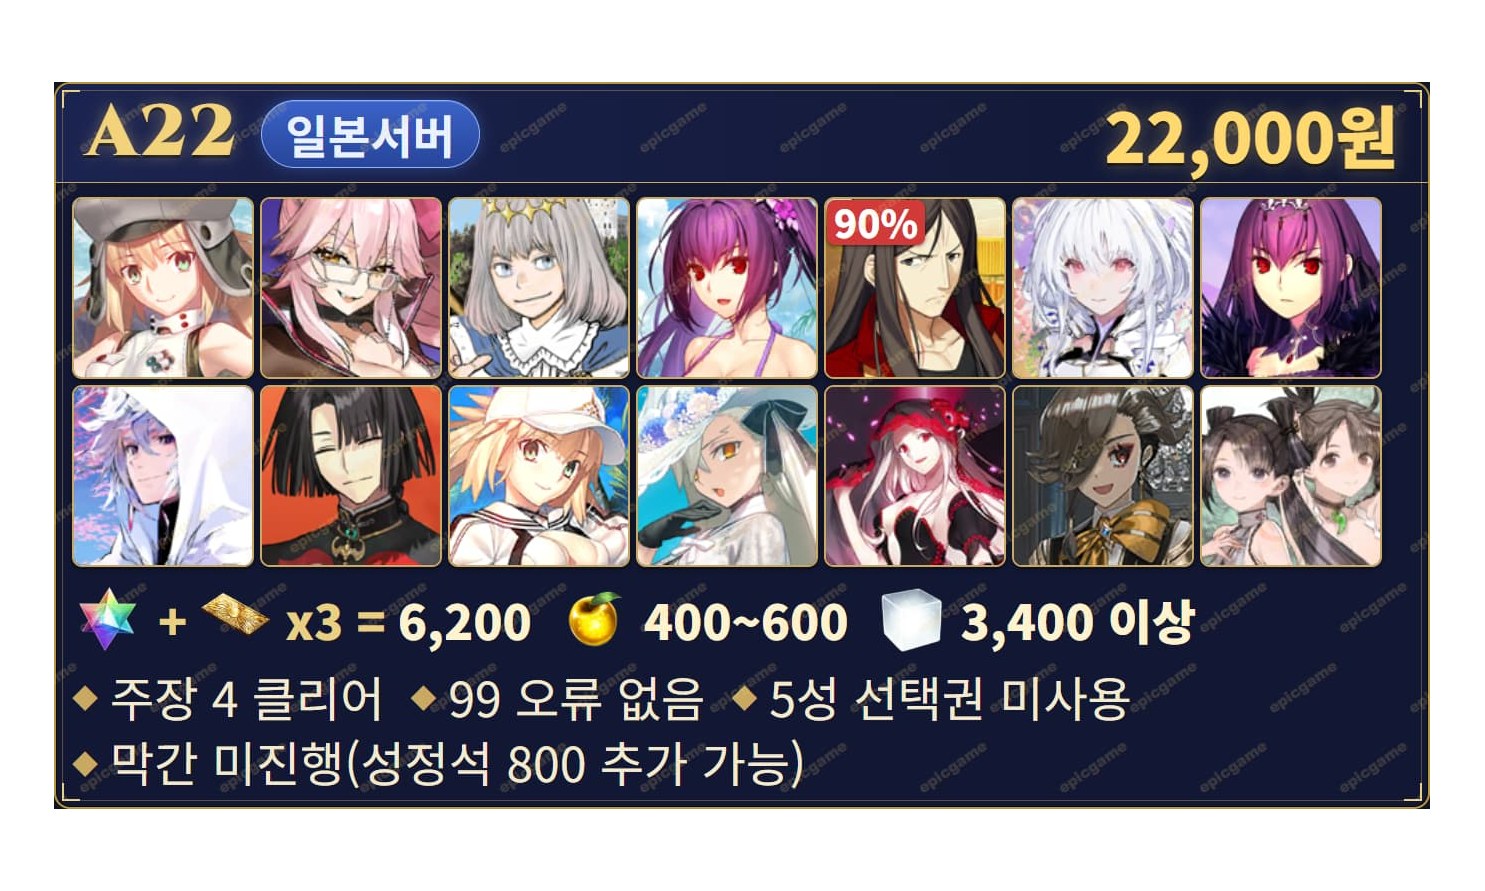 A22 일본서버 22,000원
90%
+ x3 = 6,200 400~600 3,400 이상
◆ 주장 4 클리어 ◆ 99 오류 없음 ◆ 5성 선택권 미사용
◆ 막간 미진행(성정석 800 추가 가능)
epicgame